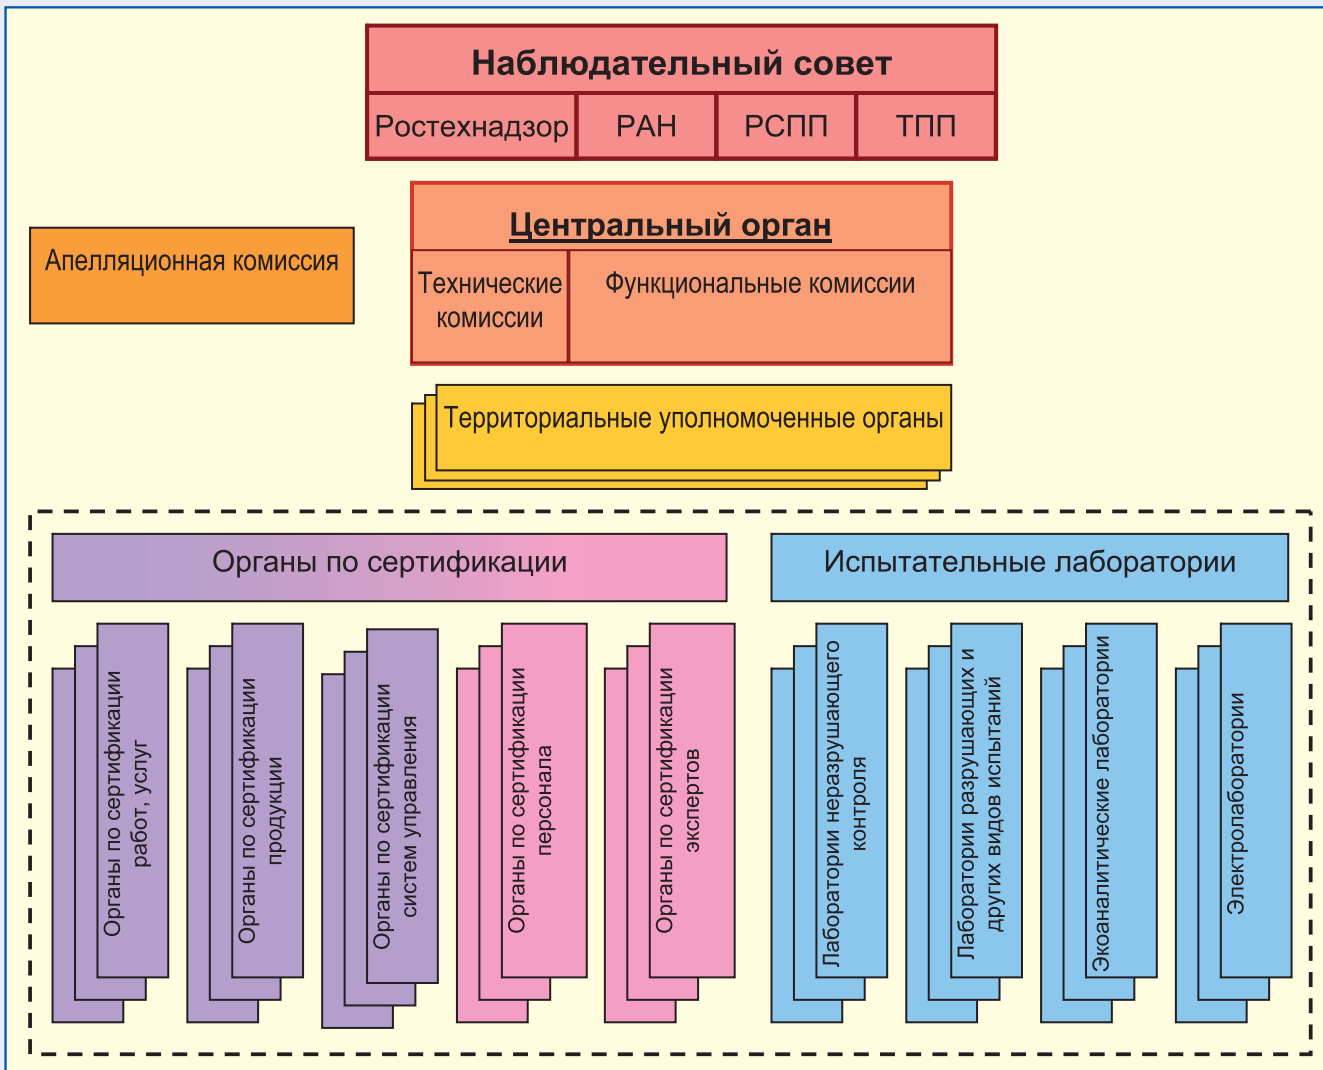 Наблюдательный совет
Ростехнадзор
РАН
РСПП
ТПП
Апелляционная комиссия
Центральный орган
Технические
комиссии
Функциональные комиссии
Территориальные уполномоченные органы
Органы по сертификации
Испытательные лаборатории
Органы по сертификации
работ, услуг
Органы по сертификации
продукции
Органы по сертификации
систем управления
Органы по сертификации
персонала
Органы по сертификации
экспертов
Лаборатории неразрушающего
контроля
Лаборатории разрушающих и
других видов испытаний
Экоаналитические лаборатории
Электролаборатории